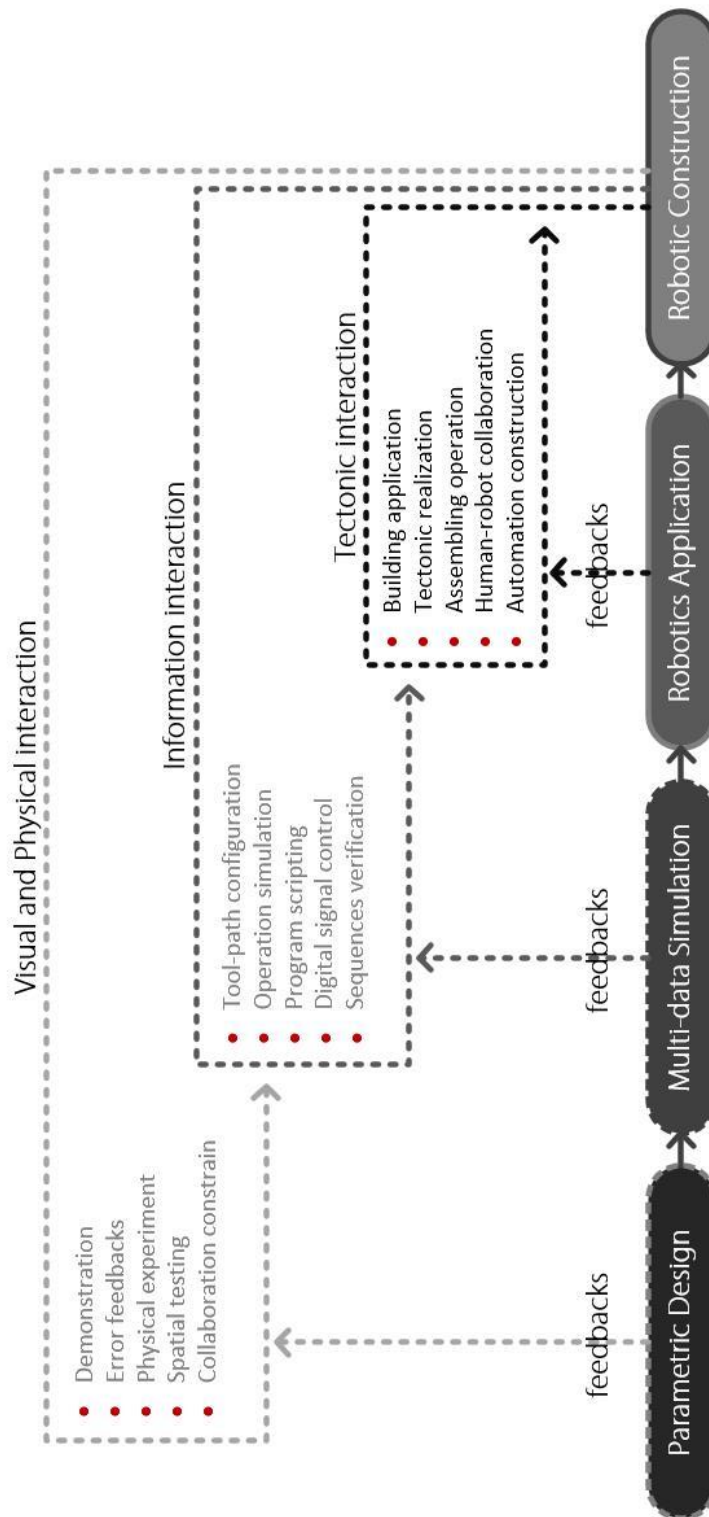 Visual and Physical interaction
Demonstration
Error feedbacks
Physical experiment
Spatial testing
Collaboration constrain
Information interaction
Tool-path configuration
Operation simulation
Program scripting
Digital signal control
Sequences verification
Tectonic interaction
Building application
Tectonic realization
Assembling operation
Human-robot collaboration
Automation construction
feedbacks
feedbacks
feedbacks
Parametric Design
Multi-data Simulation
Robotics Application
Robotic Construction